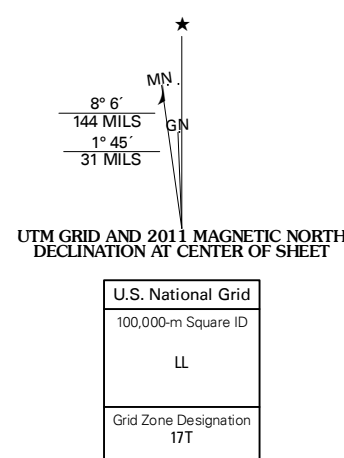 ★
MN
8° 6´
144 MILS
GN
1° 45´
31 MILS
UTM GRID AND 2011 MAGNETIC NORTH
DECLINATION AT CENTER OF SHEET
U.S. National Grid
100,000-m Square ID
LL
Grid Zone Designation
17T